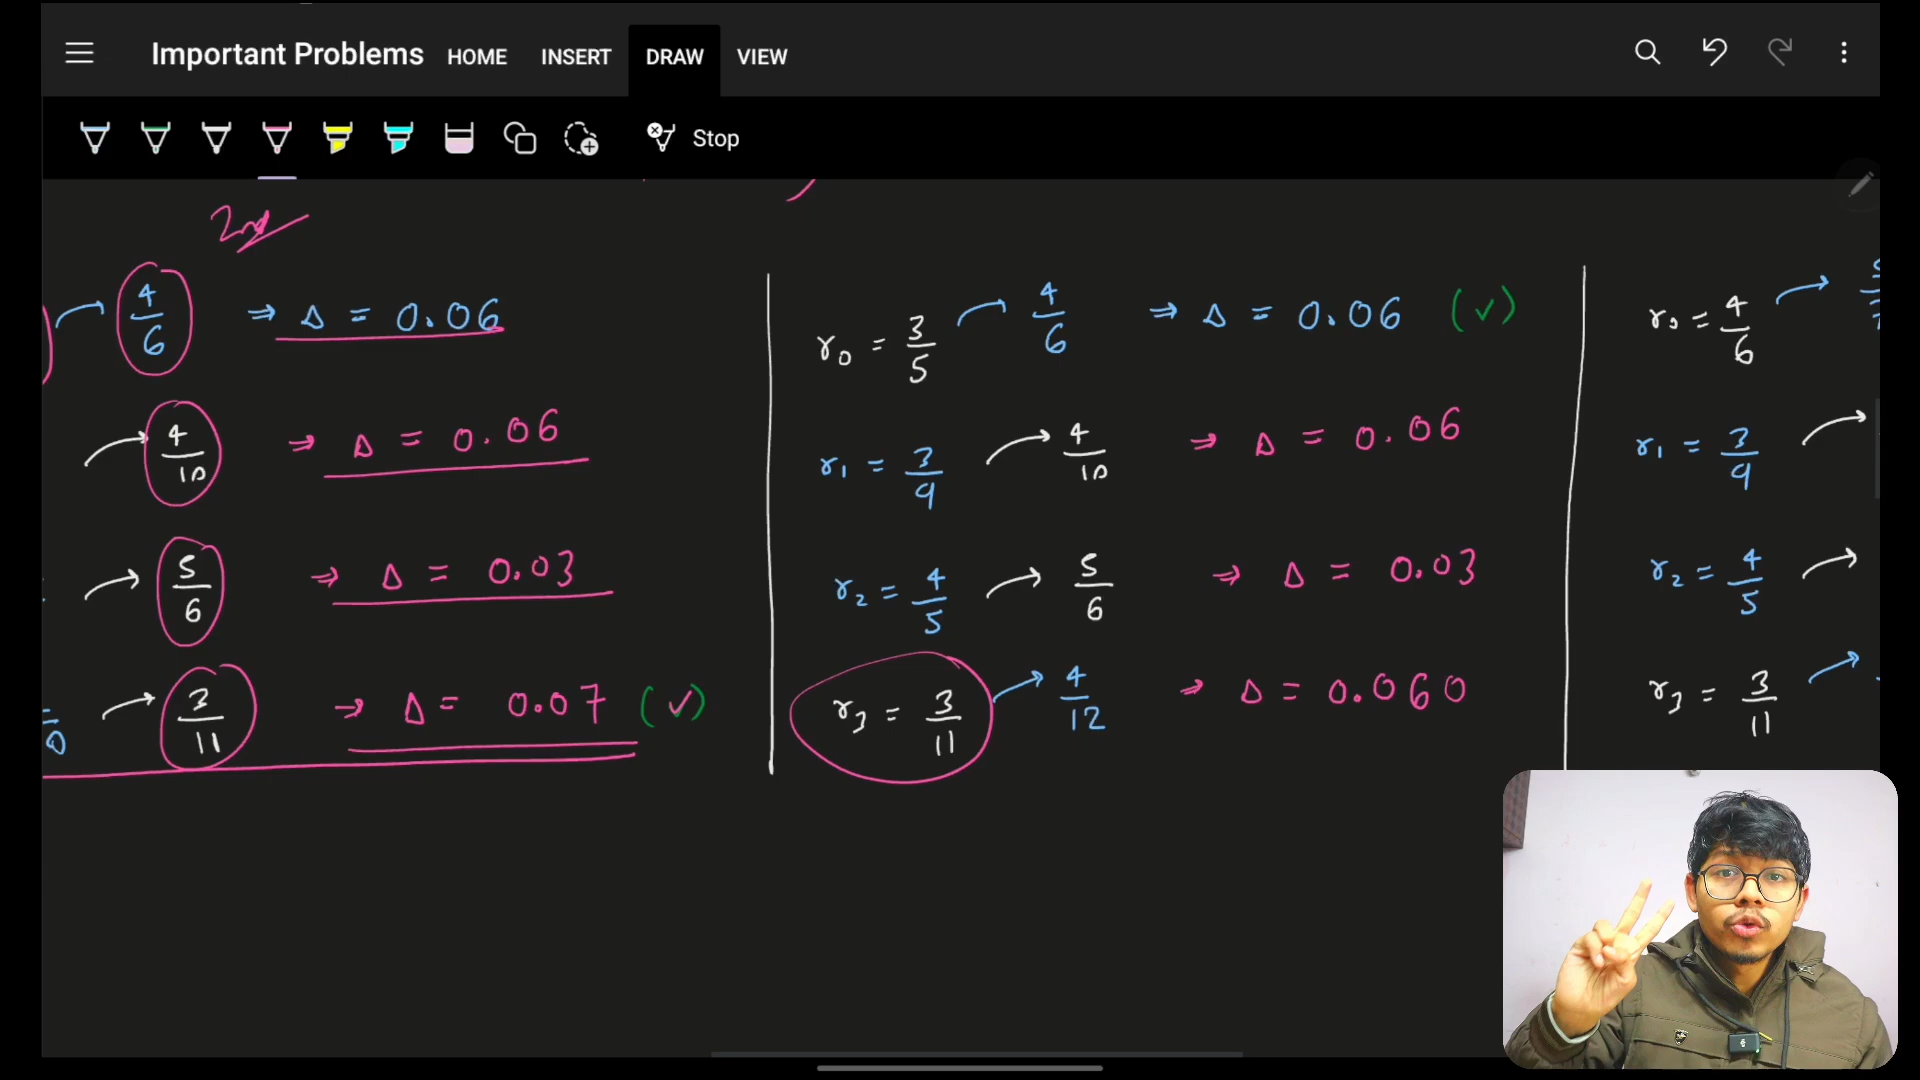 Important Problems HOME INSERT DRAW VIEW
Stop
2nd
4/6 ⇒ Δ = 0.06
4/10 ⇒ Δ = 0.06
5/6 ⇒ Δ = 0.03
3/11 ⇒ Δ = 0.07 (✓)
0
r0 = 3/5 4/6 ⇒ Δ = 0.06 (✓)
r1 = 3/9 4/10 ⇒ Δ = 0.06
r2 = 4/5 5/6 ⇒ Δ = 0.03
r3 = 3/11 4/12 ⇒ Δ = 0.060
r0 = 4/6
r1 = 3/9
r2 = 4/5
r3 = 3/11